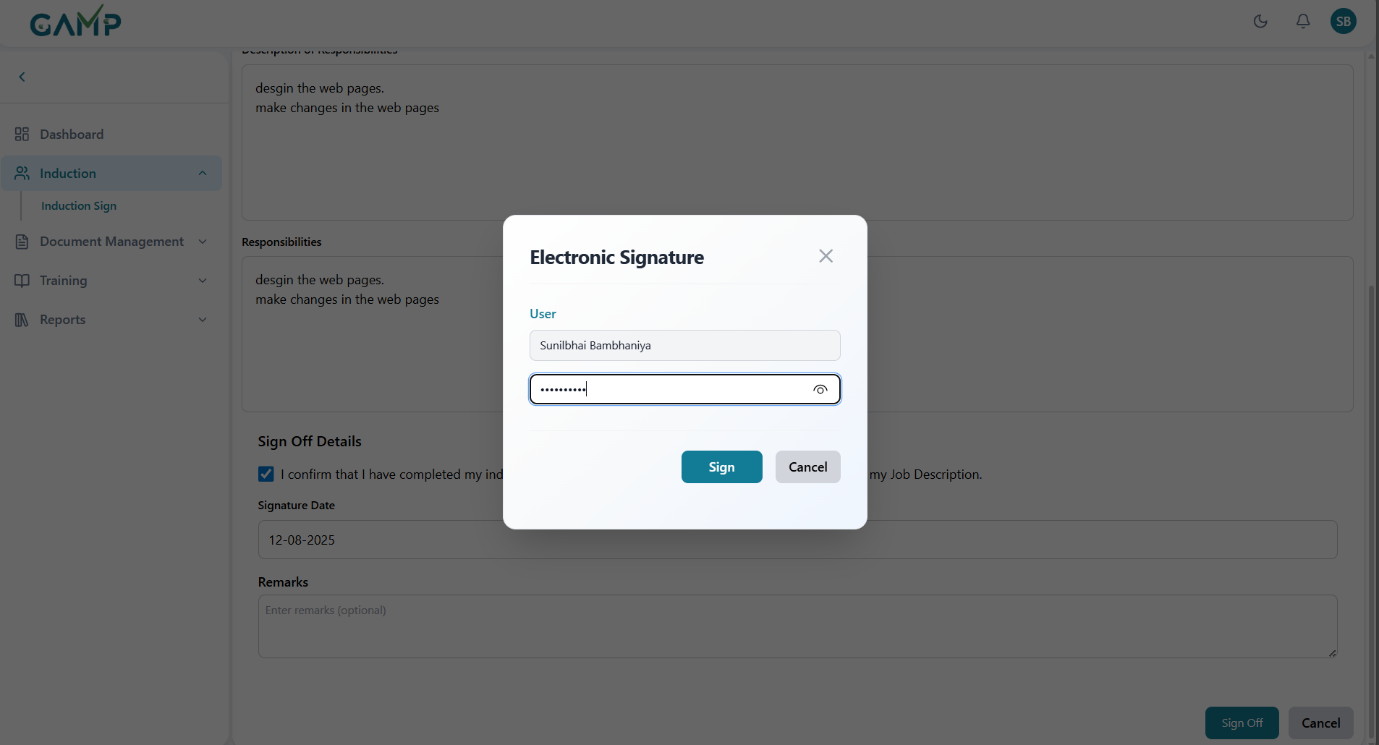 GAMP
SB
Description of Responsibilities
desgin the web pages.
make changes in the web pages
Dashboard
Induction
Induction Sign
Document Management
Training
Reports
Responsibilities
desgin the web pages.
make changes in the web pages
Electronic Signature
User
Sunilbhai Bambhaniya
••••••••••
Sign
Cancel
Sign Off Details
I confirm that I have completed my ind
my Job Description.
Signature Date
12-08-2025
Remarks
Enter remarks (optional)
Sign Off
Cancel